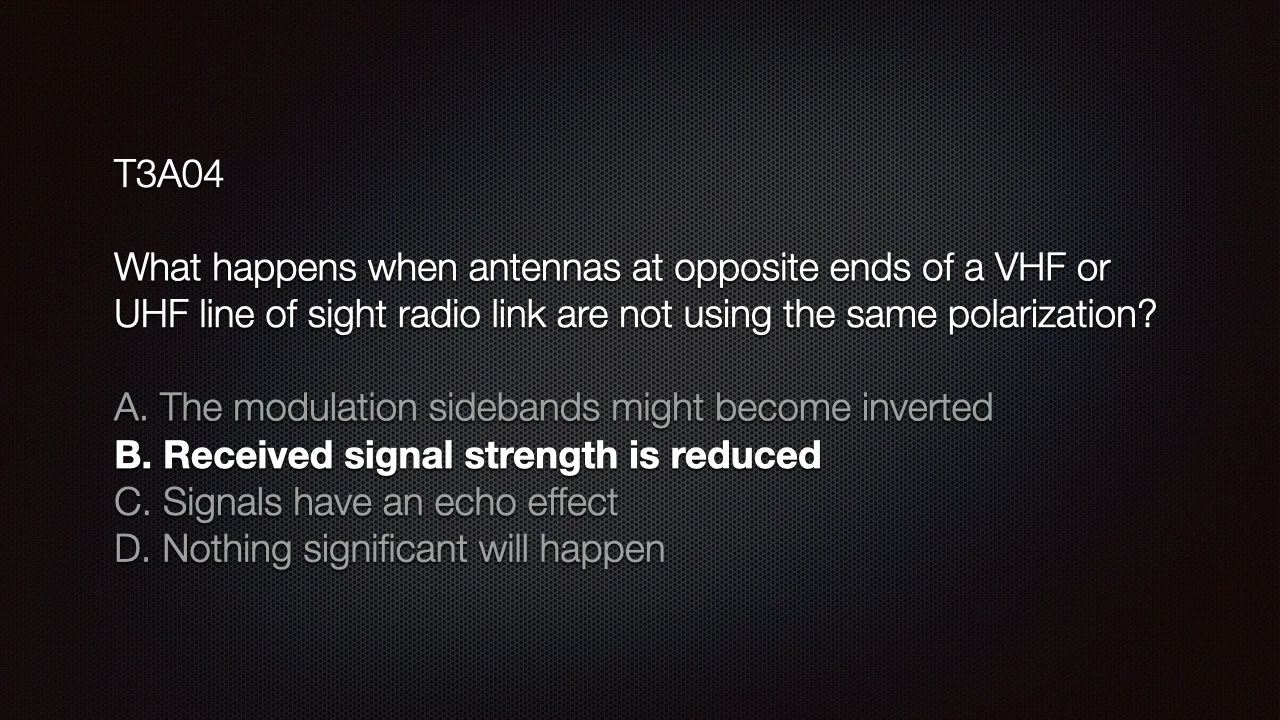 T3A04
What happens when antennas at opposite ends of a VHF or
UHF line of sight radio link are not using the same polarization?
A. The modulation sidebands might become inverted
B. Received signal strength is reduced
C. Signals have an echo effect
D. Nothing significant will happen